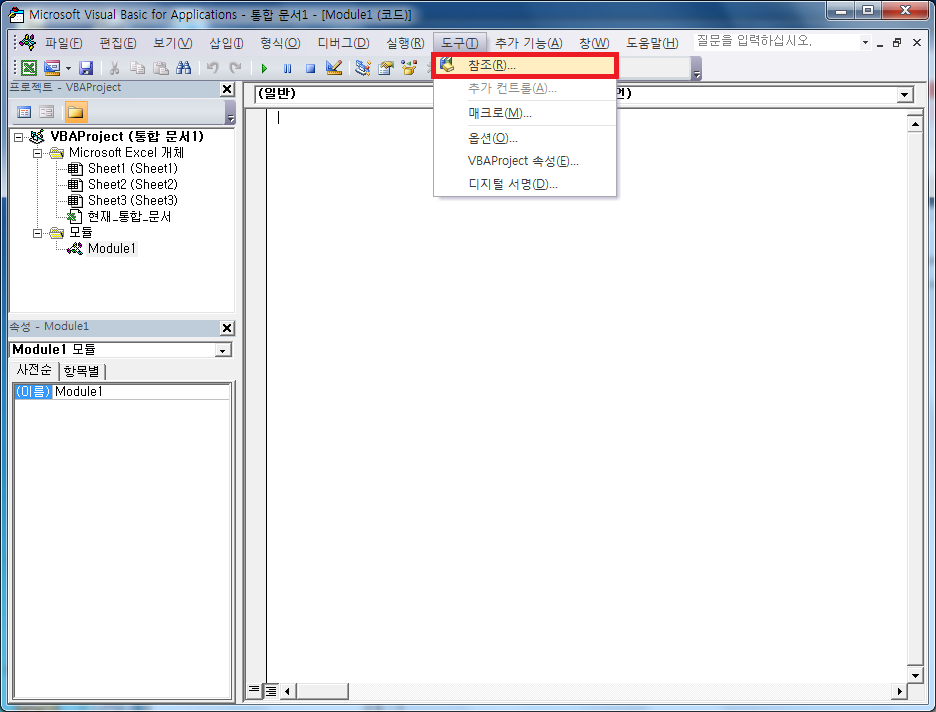 Microsoft Visual Basic for Applications - 통합 문서1 - [Module1 (코드)]
파일(F) 편집(E) 보기(V) 삽입(I) 형식(O) 디버그(D) 실행(R) 도구(T) 추가 기능(A) 창(W) 도움말(H) 질문을 입력하십시오.
참조(R)...
추가 컨트롤(A)...
매크로(M)...
옵션(O)...
VBAProject 속성(E)...
디지털 서명(D)...
프로젝트 - VBAProject
(일반)
VBAProject (통합 문서1)
Microsoft Excel 개체
Sheet1 (Sheet1)
Sheet2 (Sheet2)
Sheet3 (Sheet3)
현재_통합_문서
모듈
Module1
속성 - Module1
Module1 모듈
사전순 항목별
(이름) Module1